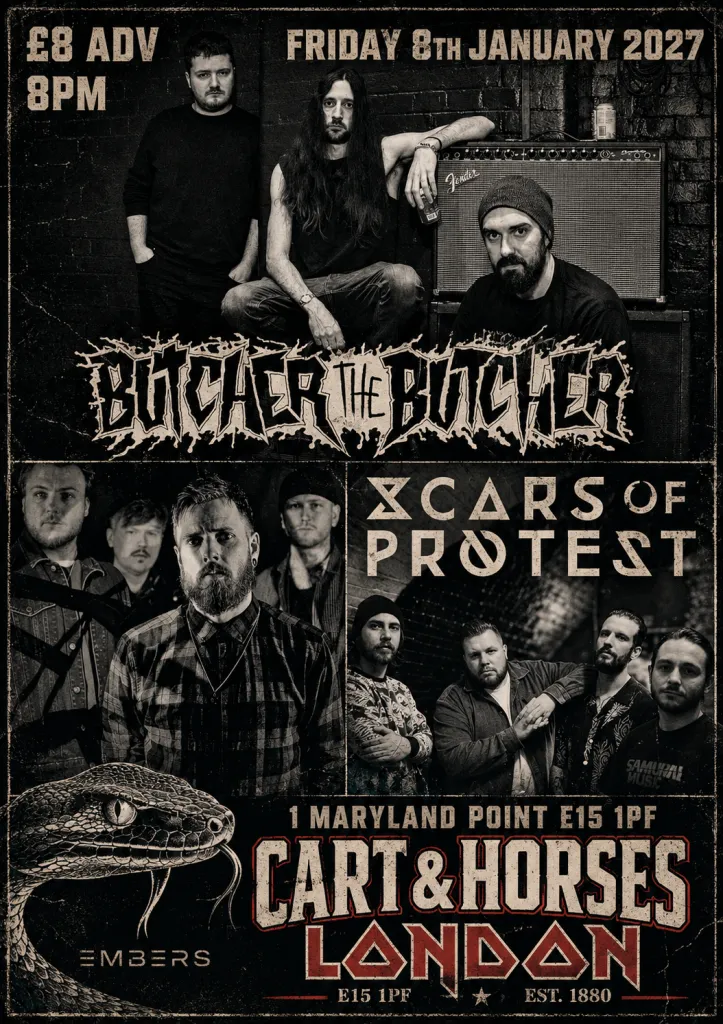 £8 ADV
8PM
FRIDAY 8TH JANUARY 2027
Fender
BUTCHER THE BUTCHER
SCARS OF
PROTEST
SAMURAI
MUSIC
1 MARYLAND POINT E15 1PF
CART & HORSES
LONDON
E15 1PF
EST. 1880
EMBERS